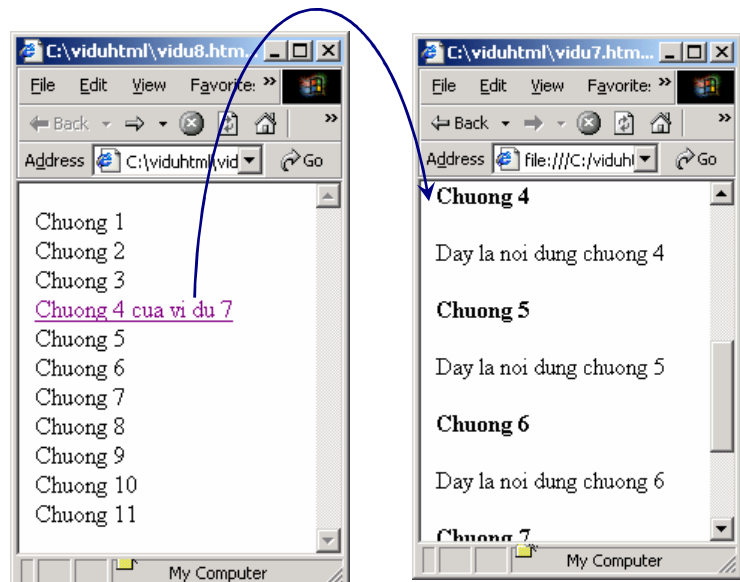 C:\viduhtml\vidu8.htm...
File Edit View Favorite: »
Back »
Address C:\viduhtml\vid Go
Chuong 1
Chuong 2
Chuong 3
Chuong 4 cua vi du 7
Chuong 5
Chuong 6
Chuong 7
Chuong 8
Chuong 9
Chuong 10
Chuong 11
My Computer
C:\viduhtml\vidu7.htm...
File Edit View Favorite: »
Back »
Address file:///C:/viduhl Go
Chuong 4
Day la noi dung chuong 4
Chuong 5
Day la noi dung chuong 5
Chuong 6
Day la noi dung chuong 6
Chuong 7
My Computer